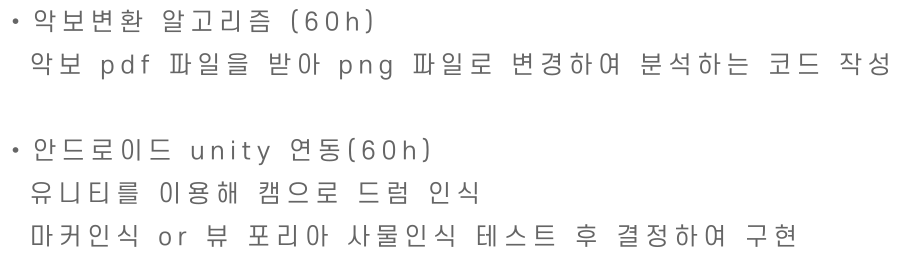 • 악보변환 알고리즘 (60h)
악보 pdf 파일을 받아 png 파일로 변경하여 분석하는 코드 작성
• 안드로이드 unity 연동(60h)
유니티를 이용해 캠으로 드럼 인식
마커인식 or 뷰 포리아 사물인식 테스트 후 결정하여 구현